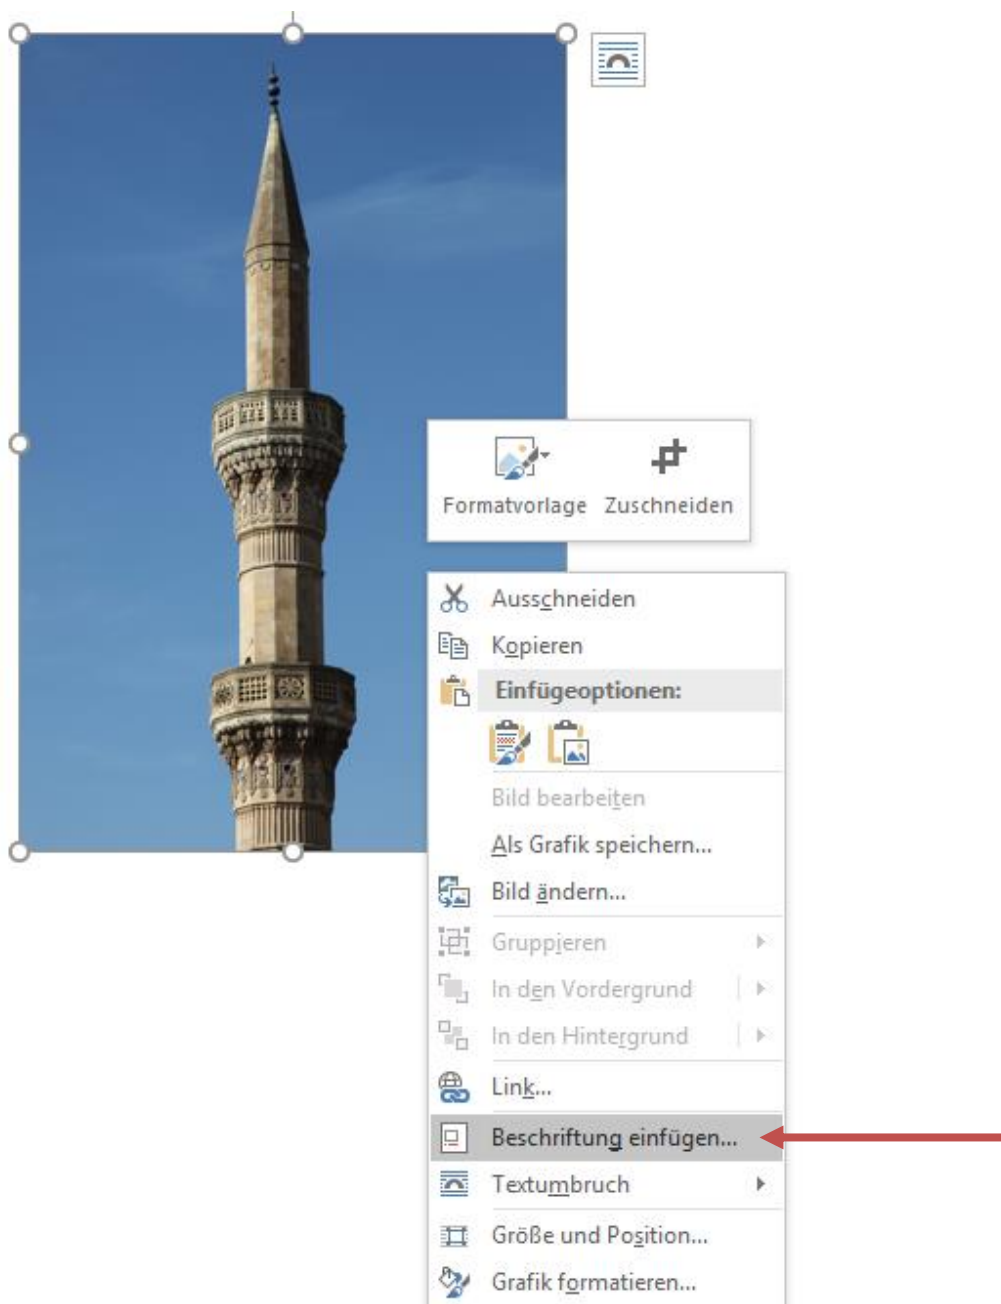 Formatvorlage Zuschneiden
Ausschneiden
Kopieren
Einfügeoptionen:
Bild bearbeiten
Als Grafik speichern...
Bild ändern...
Gruppieren
In den Vordergrund
In den Hintergrund
Link...
Beschriftung einfügen...
Textumbruch
Größe und Position...
Grafik formatieren...